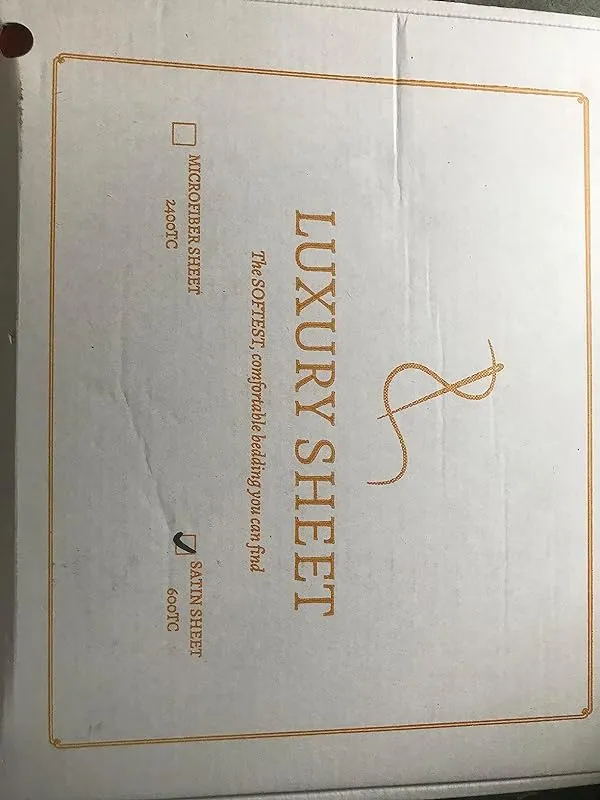 LUXURY SHEET
The SOFTEST, comfortable bedding you can find
MICROFIBER SHEET
2400TC
SATIN SHEET
600TC